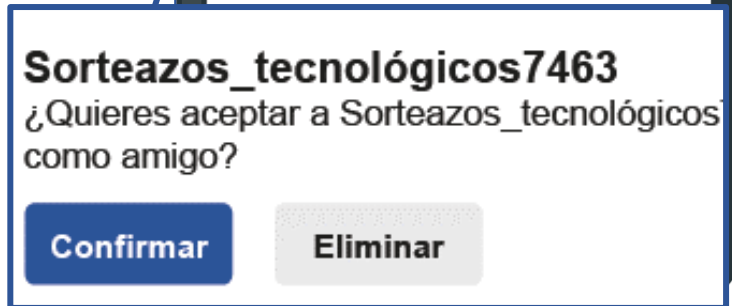 Sorteazos_tecnológicos7463
¿Quieres aceptar a Sorteazos_tecnológicos
como amigo?
Confirmar
Eliminar